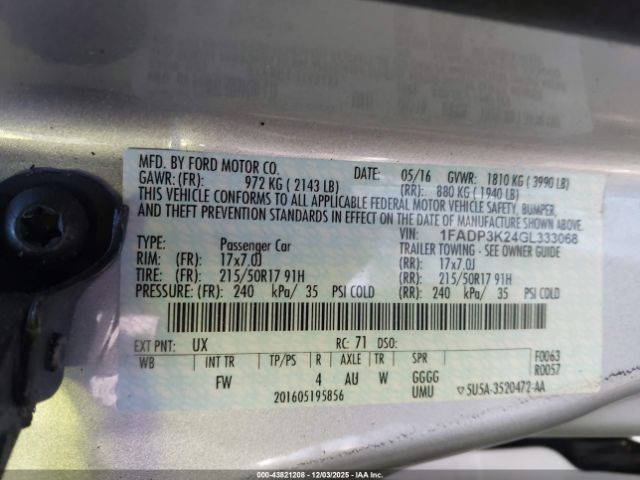 MFD. BY FORD MOTOR CO.
DATE: 05/16 GVWR: 1810 KG ( 3990 LB)
GAWR: (FR): 972 KG ( 2143 LB) (RR): 880 KG ( 1940 LB)
THIS VEHICLE CONFORMS TO ALL APPLICABLE FEDERAL MOTOR VEHICLE SAFETY, BUMPER,
AND THEFT PREVENTION STANDARDS IN EFFECT ON THE DATE OF MANUFACTURE SHOWN ABOVE.
VIN: 1FADP3K24GL333068
TYPE: Passenger Car TRAILER TOWING - SEE OWNER GUIDE
RIM: (FR): 17x7.0J (RR): 17x7.0J
TIRE: (FR): 215/50R17 91H (RR): 215/50R17 91H
PRESSURE: (FR): 240 kPa/ 35 PSI COLD (RR): 240 kPa/ 35 PSI COLD
EXT PNT: UX RC: 71 DSO: F0063
WB INT TR TP/PS R AXLE TR SPR R0057
FW 4 AU W GGGG
201605195856 UMU 5U5A-3520472-AA
000-43821208 - 12/03/2025 - IAA Inc.